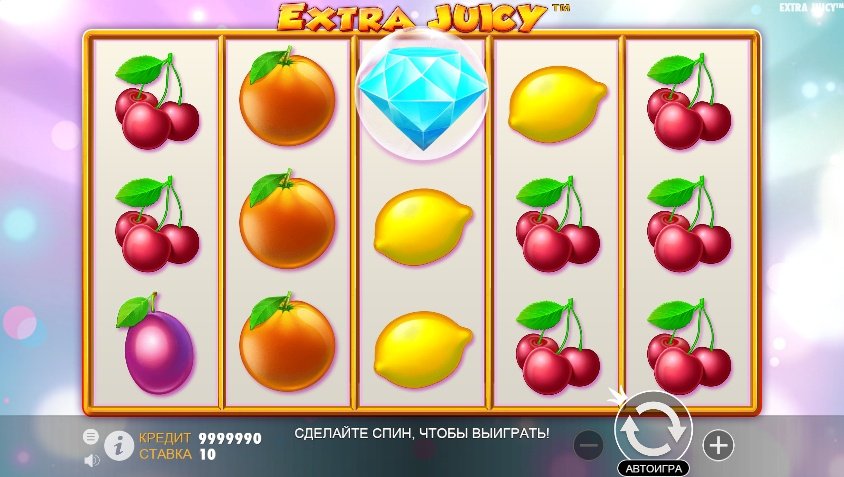 EXTRA JUICY™
EXTRA JUICY™
КРЕДИТ 9999990
СТАВКА 10
СДЕЛАЙТЕ СПИН, ЧТОБЫ ВЫИГРАТЬ!
АВТОИГРА